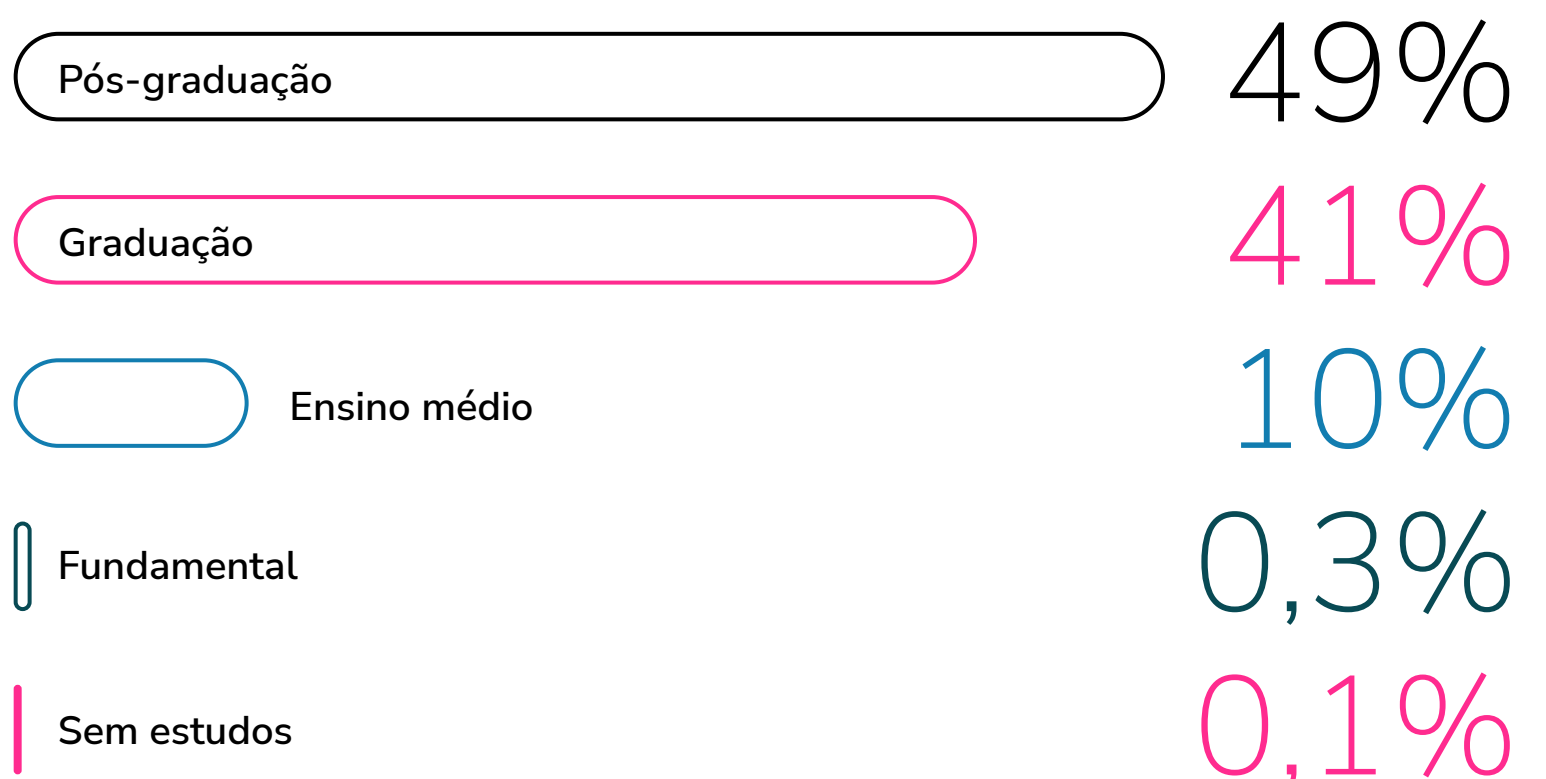 Pós-graduação 49%
Graduação 41%
Ensino médio 10%
Fundamental 0,3%
Sem estudos 0,1%